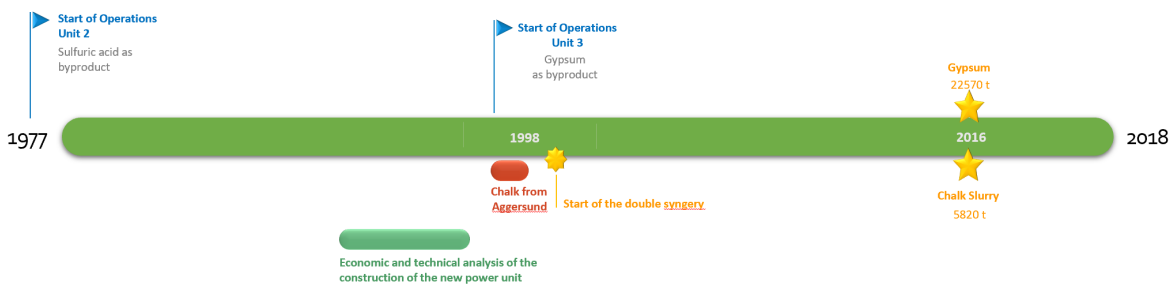 Start of Operations
Unit 2
Sulfuric acid as
byproduct
Start of Operations
Unit 3
Gypsum
as byproduct
Gypsum
22570 t
1977
1998
2016
2018
Chalk from
Aggersund
Start of the double syngery
Chalk Slurry
5820 t
Economic and technical analysis of the
construction of the new power unit